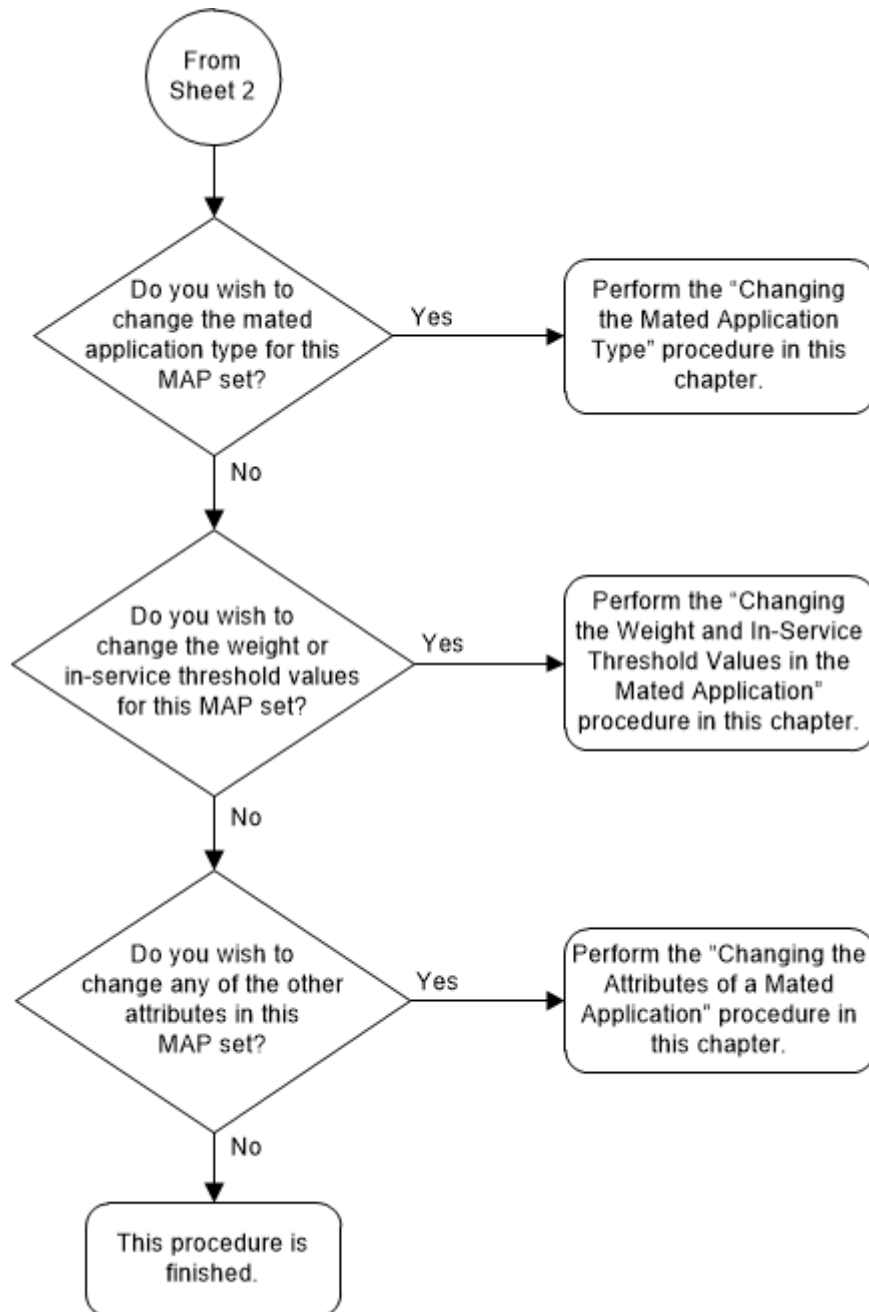 From
Sheet 2
Do you wish to
change the mated
application type for this
MAP set?
Yes
Perform the “Changing
the Mated Application
Type” procedure in this
chapter.
No
Do you wish to
change the weight or
in-service threshold values
for this MAP set?
Yes
Perform the “Changing
the Weight and In-Service
Threshold Values in the
Mated Application”
procedure in this chapter.
No
Do you wish to
change any of the other
attributes in this
MAP set?
Yes
Perform the “Changing the
Attributes of a Mated
Application” procedure in
this chapter.
No
This procedure is
finished.